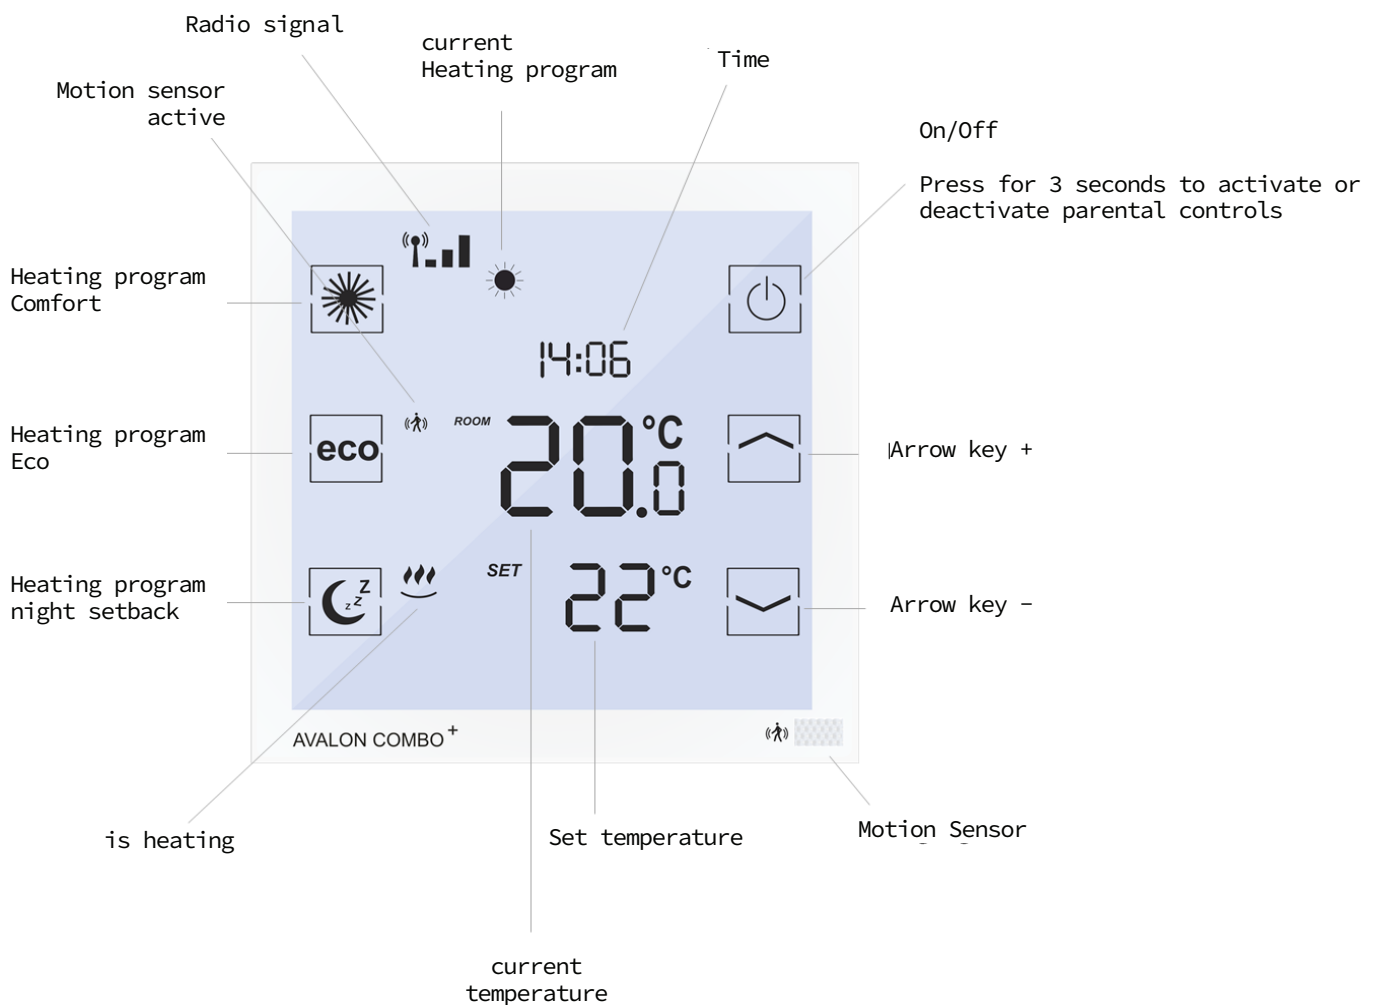 Radio signal
current
Heating program
Time
Motion sensor
active
On/Off
Press for 3 seconds to activate or
deactivate parental controls
Heating program
Comfort
14:06
Heating program
Eco
eco
ROOM
20.0 °C
Arrow key +
Heating program
night setback
z z Z
SET
22 °C
Arrow key −
AVALON COMBO+
is heating
Set temperature
Motion Sensor
current
temperature